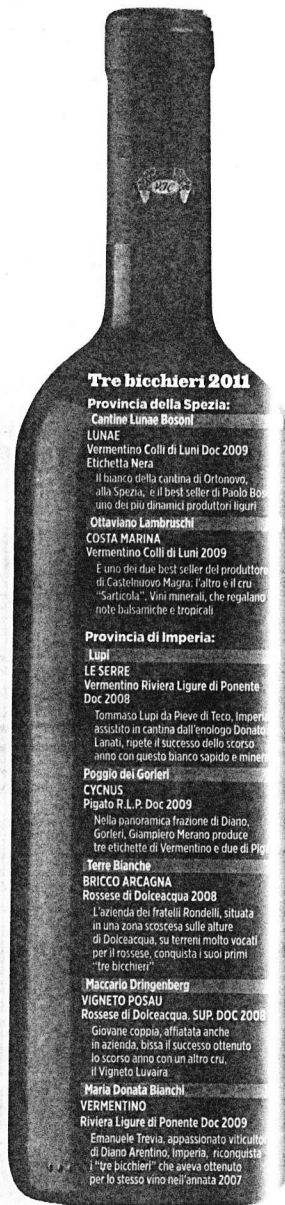 Tre bicchieri 2011
Provincia della Spezia:
Cantine Lunae Bosoni
LUNAE
Vermentino Colli di Luni Doc 2009
Etichetta Nera
Il bianco della cantina di Ortonovo,
alla Spezia, e il best seller di Paolo
uno dei più dinamici produttori liguri
Ottaviano Lambruschi
COSTA MARINA
Vermentino Colli di Luni 2009
E uno dei due best seller del produttore
di Castelnuovo Magra: l'altro è il cru
"Sarticola". Vini minerali, che regalano
note balsamiche e tropicali
Provincia di Imperia:
Lupi
LE SERRE
Vermentino Riviera Ligure di Ponente
Doc 2008
Tommaso Lupi da Pieve di Teco,
assistito in cantina dall'enologo Donato
Lanati, ripete il successo dello scorso
anno con questo bianco sapido e
Poggio dei Gorleri
CYCNUS
Pigato R.L.P. Doc 2009
Nella panoramica frazione di Diano,
Gorleri, Giampiero Merano produce
tre etichette di Vermentino e due di
Terre Bianche
BRICCO ARCAGNA
Rossese di Dolceacqua 2008
L'azienda dei fratelli Rondelli, situata
in una zona scoscesa sulle alture
di Dolceacqua, su terreni molto vocati
per il rossese, conquista i suoi primi
"tre bicchieri"
Maccario Dringenberg
VIGNETO POSAU
Rossese di Dolceacqua. SUP. DOC 2008
Giovane coppia, affiatata anche
in azienda, bissa il successo ottenuto
lo scorso anno con un altro cru,
il Vigneto Luvaira
Maria Donata Bianchi
VERMENTINO
Riviera Ligure di Ponente Doc 2009
Emanuele Trevia, appassionato viticultor
di Diano Arentino, Imperia, riconquista
i "tre bicchieri" che aveva ottenuto
per lo stesso vino nell'annata 2007